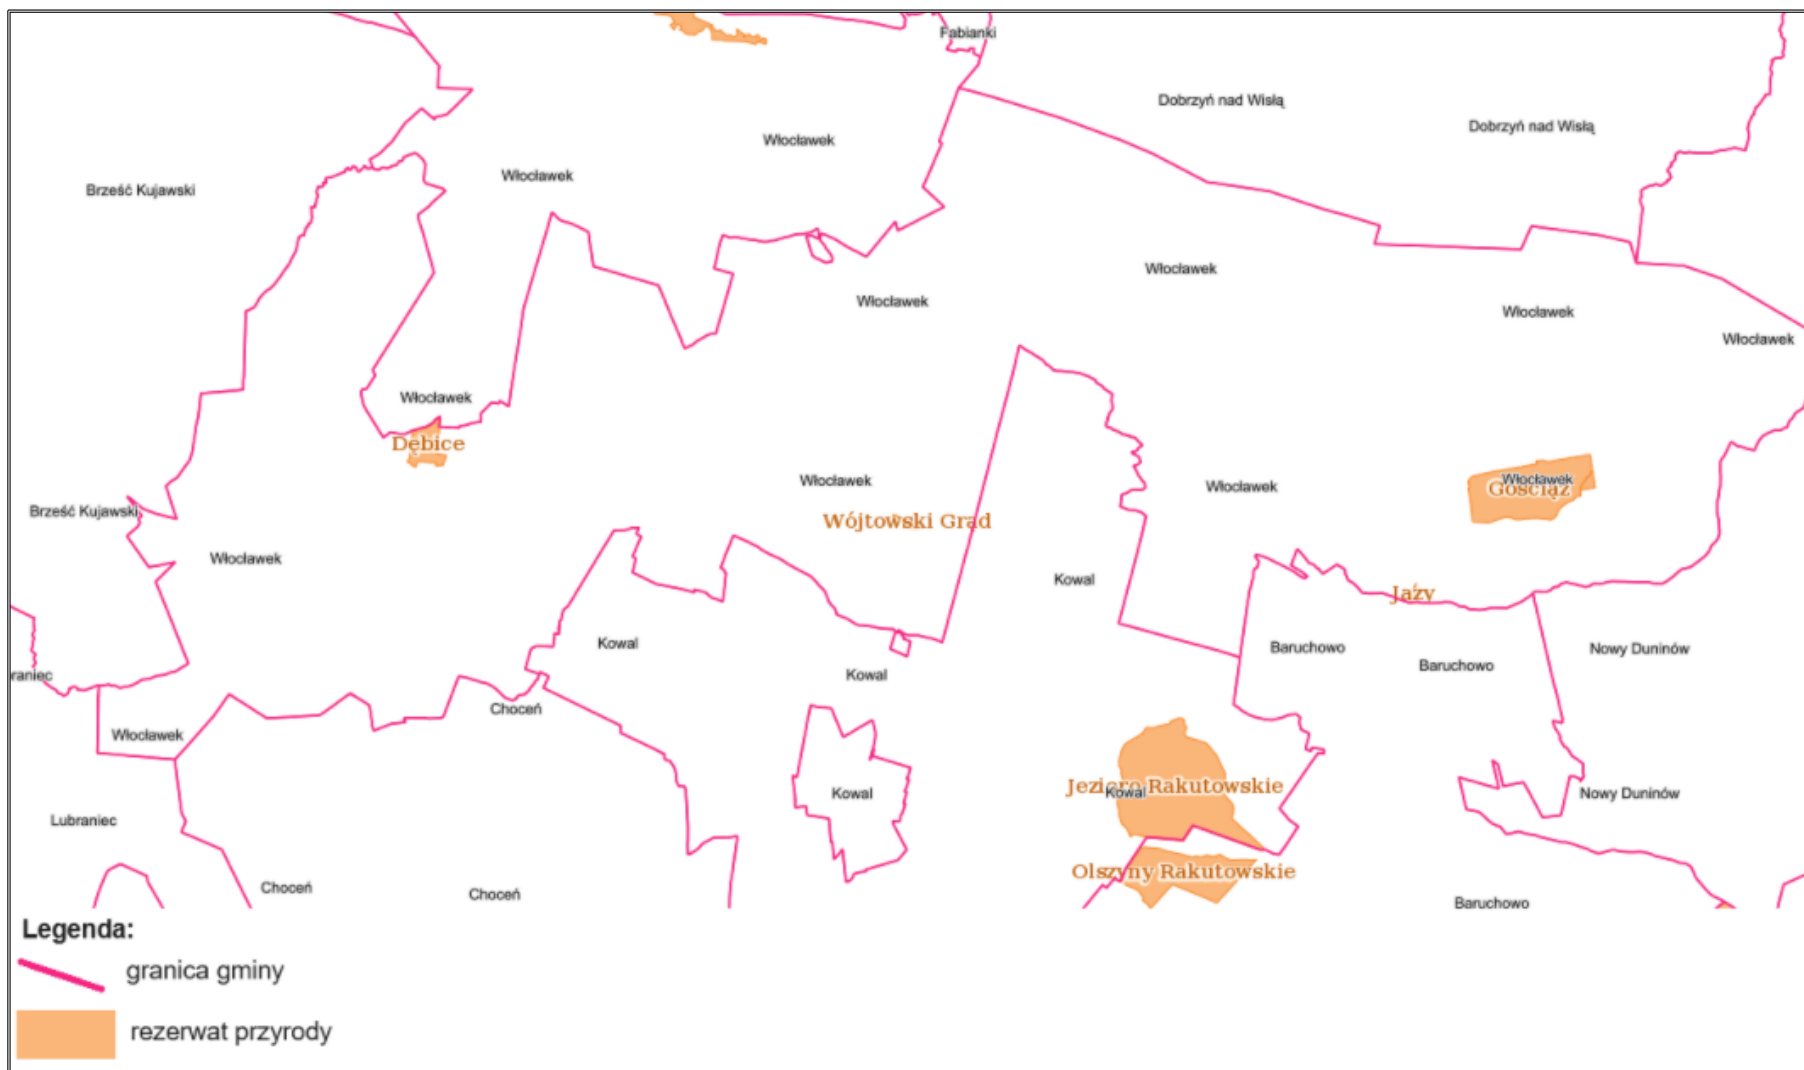 Fabianki
Dobrzyń nad Wisłą
Dobrzyń nad Wisłą
Włocławek
Włocławek
Brześć Kujawski
Włocławek
Włocławek
Włocławek
Włocławek
Włocławek
Dębice
Włocławek
Włocławek
Włocławek
Gościąż
Brześć Kujawski
Wójtowski Grad
Włocławek
Kowal
Jazy
Kowal
Baruchowo
Nowy Duninów
Baruchowo
raniec
Kowal
Choceń
Włocławek
Jezioro Rakutowskie
Kowal
Kowal
Nowy Duninów
Lubraniec
Olszyny Rakutowskie
Choceń
Choceń
Baruchowo
Legenda:
granica gminy
rezerwat przyrody